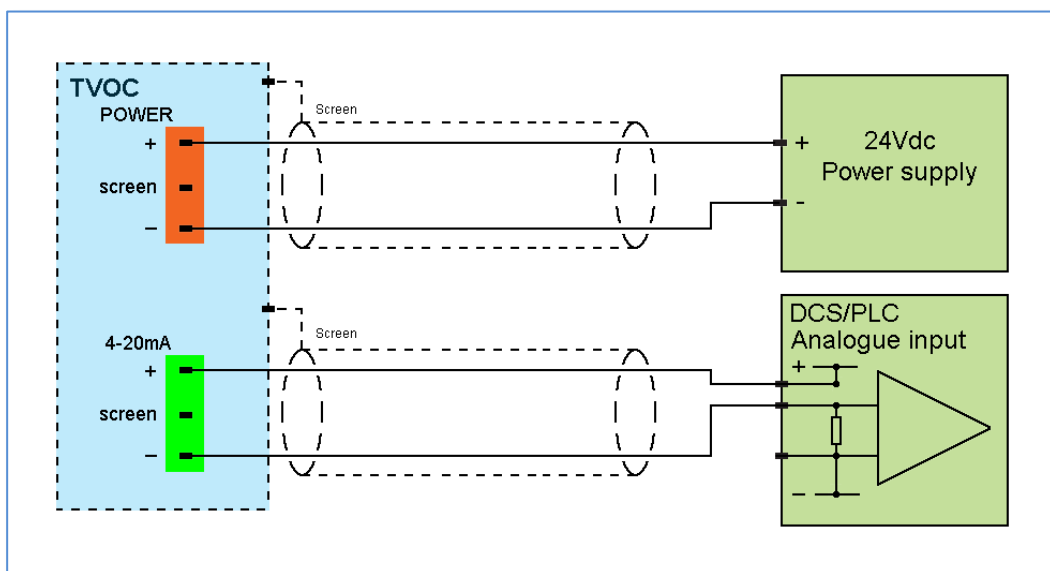 TVOC
POWER
+
screen
–
Screen
+
24Vdc
Power supply
-
4-20mA
+
screen
–
Screen
DCS/PLC
Analogue input
+
–